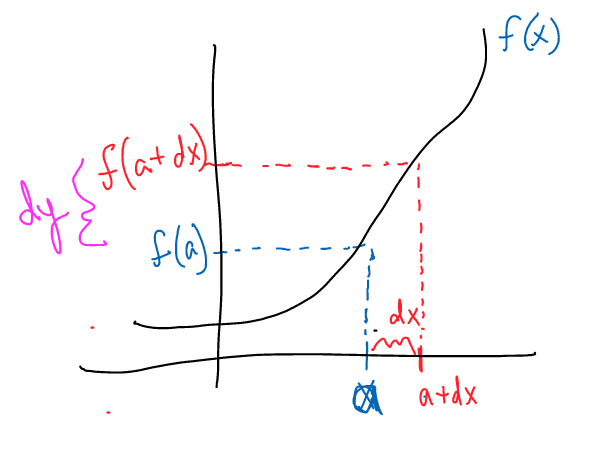 f(x)
f(a+dx)
dy {
f(a)
dx
a
a+dx